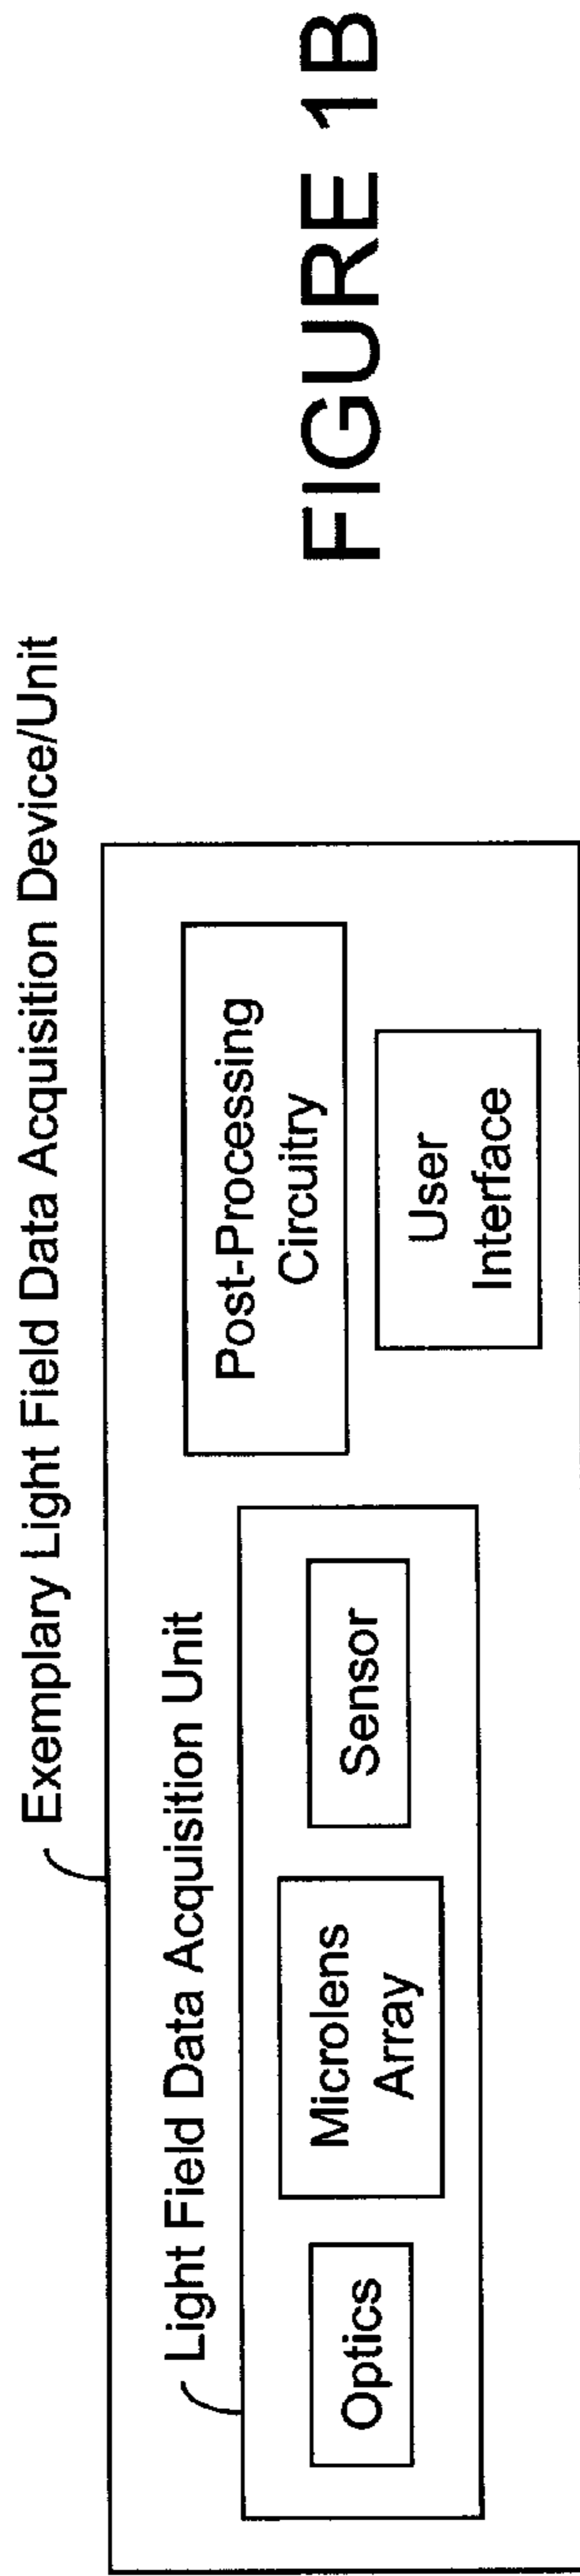 Exemplary Light Field Data Acquisition Device/Unit
Light Field Data Acquisition Unit
Optics
Microlens
Array
Sensor
Post-Processing
Circuitry
User
Interface
FIGURE 1B